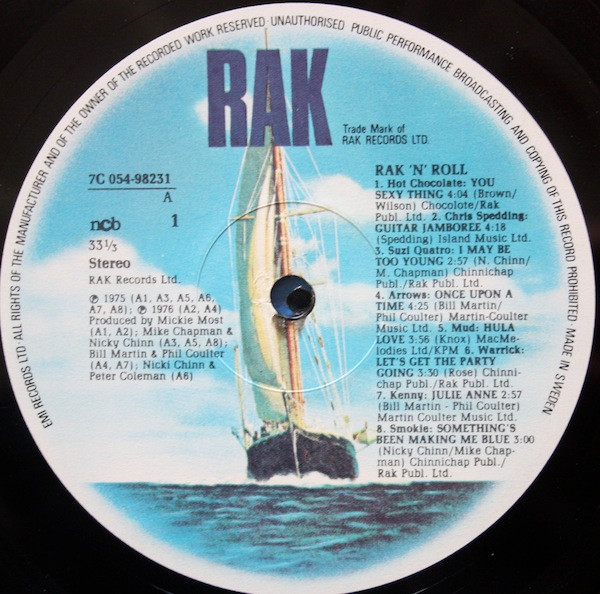 EMI RECORDS LTD ALL RIGHTS OF THE MANUFACTURER AND OF THE OWNER OF THE RECORDED WORK RESERVED UNAUTHORISED PUBLIC PERFORMANCE BROADCASTING AND COPYING OF THIS RECORD PROHIBITED MADE IN SWEDEN
RAK
Trade Mark of
RAK RECORDS LTD.
7C 054-98231
A
ncb 1
33 1/3
Stereo
RAK Records Ltd.
℗ 1975 (A1, A3, A5, A6,
A7, A8); ℗ 1976 (A2, A4)
Produced by Mickie Most
(A1, A2); Mike Chapman &
Nicky Chinn (A3, A5, A8);
Bill Martin & Phil Coulter
(A4, A7); Nicki Chinn &
Peter Coleman (A6)
RAK 'N' ROLL
1. Hot Chocolate: YOU
SEXY THING 4:04 (Brown/
Wilson) Chocolote/Rak
Publ. Ltd. 2. Chris Spedding:
GUITAR JAMBOREE 4:18
(Spedding) Island Music Ltd.
3. Suzi Quatro: I MAY BE
TOO YOUNG 2:57 (N. Chinn/
M. Chapman) Chinnichap
Publ./Rak Publ. Ltd.
4. Arrows: ONCE UPON A
TIME 4:25 (Bill Martin/
Phil Coulter) Martin-Coulter
Music Ltd. 5. Mud: HULA
LOVE 3:56 (Knox) MacMe-
lodies Ltd/KPM 6. Warrick:
LET'S GET THE PARTY
GOING 3:30 (Rose) Chinni-
chap Publ./Rak Publ. Ltd.
7. Kenny: JULIE ANNE 2:57
(Bill Martin - Phil Coulter)
Martin Coulter Music Ltd.
8. Smokie: SOMETHING'S
BEEN MAKING ME BLUE 3:00
(Nicky Chinn/Mike Chap-
man) Chinnichap Publ./
Rak Publ. Ltd.